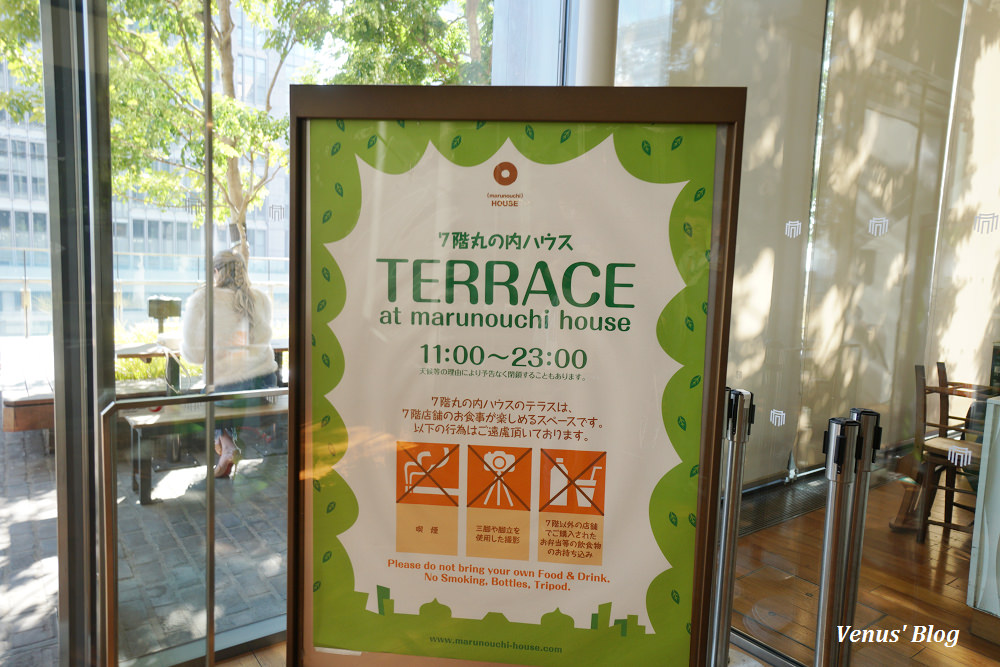 (marunouchi)
HOUSE
7階丸の内ハウス
TERRACE
at marunouchi house
11:00～23:00
天候等の理由により予告なく閉鎖することもあります。
7階丸の内ハウスのテラスは、
7階店舗のお食事が楽しめるスペースです。
以下の行為はご遠慮頂いております。
喫煙
三脚や脚立を
使用した撮影
7階以外の店舗
でご購入された
お弁当等の飲食物
のお持ち込み
Please do not bring your own Food & Drink.
No Smoking, Bottles, Tripod.
www.marunouchi-house.com
Venus' Blog